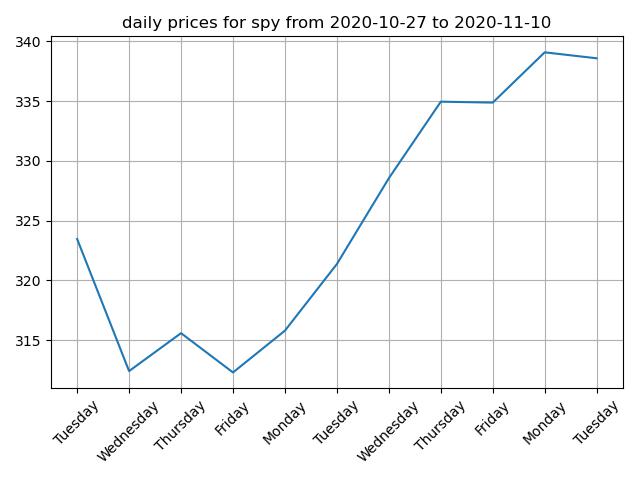 daily prices for spy from 2020-10-27 to 2020-11-10
340
335
330
325
320
315
Tuesday
Wednesday
Thursday
Friday
Monday
Tuesday
Wednesday
Thursday
Friday
Monday
Tuesday